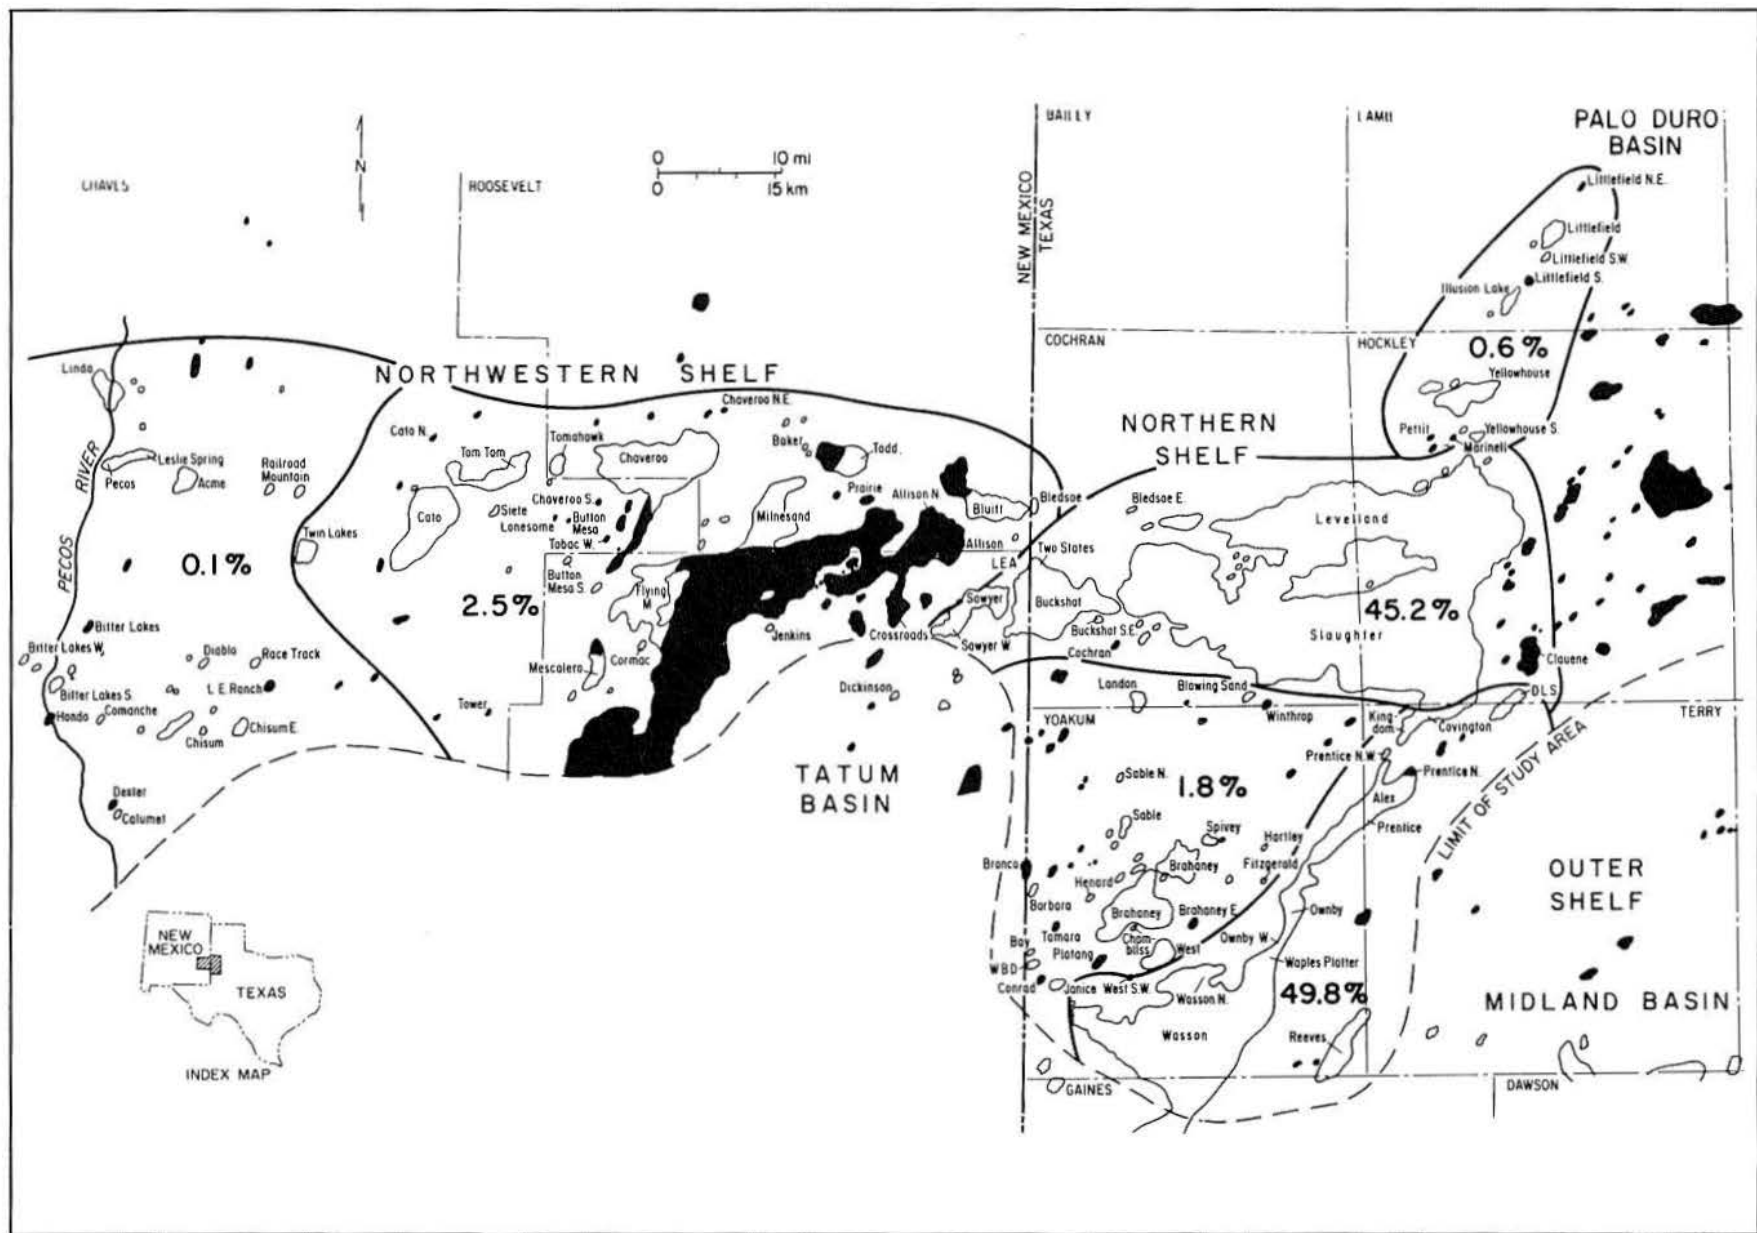 BAILLY
LAMB
PALO DURO
BASIN
N
0 10 mi
0 15 km
CHAVES
ROOSEVELT
NEW MEXICO
TEXAS
Littlefield N.E.
Littlefield
Littlefield S.W.
Littlefield S.
Illusion Lake
COCHRAN
HOCKLEY
0.6 %
Yellowhouse
Linda
NORTHWESTERN SHELF
Chaveroo N.E.
NORTHERN
SHELF
Pettit
Yellowhouse S.
Marinell
Cato N.
Tom Tom
Tomahawk
Chaveroo
Baker
Todd
RIVER
Leslie Spring
Pecos
Acme
Railroad
Mountain
Prairie
Allison N.
Bledsoe
Bledsoe E.
Bluitt
Levelland
Chaveroo S.
Siete
Lonesome
Button
Mesa
Cato
Milnesand
Twin Lakes
Tobac W.
Allison
Two States
PECOS
0.1 %
LEA
Button
Mesa S.
Flying
M
2.5 %
Sawyer
Buckshot
45.2 %
Bitter Lakes
Jenkins
Crossroads
Sawyer W.
Buckshot S.E.
Slaughter
Bitter Lakes W.
Diablo
Race Track
Mescalero
Cormac
Cochran
Clauene
Bitter Lakes S.
L.E. Ranch
Dickinson
Landon
Blowing Sand
D.L.S.
Hondo
Comanche
Tower
YOAKUM
Winthrop
King-
dom
Covington
TERRY
Chisum
Chisum E.
Prentice N.W.
TATUM
BASIN
Sable N.
1.8 %
Prentice N.
Dexter
Calumet
Alex
LIMIT OF STUDY AREA
Sable
Spivey
Hartley
Prentice
Bronco
Brahaney
Fitzgerald
OUTER
SHELF
Henard
Barbara
Brahaney
Brahaney E.
Ownby
NEW
MEXICO
Bay
Tamara
Platang
Cham-
bliss
West
Ownby W.
Waples Platter
WBD
Conrad
Janice
West S.W.
Wasson N.
49.8%
TEXAS
MIDLAND BASIN
Wasson
Reeves
INDEX MAP
GAINES
DAWSON